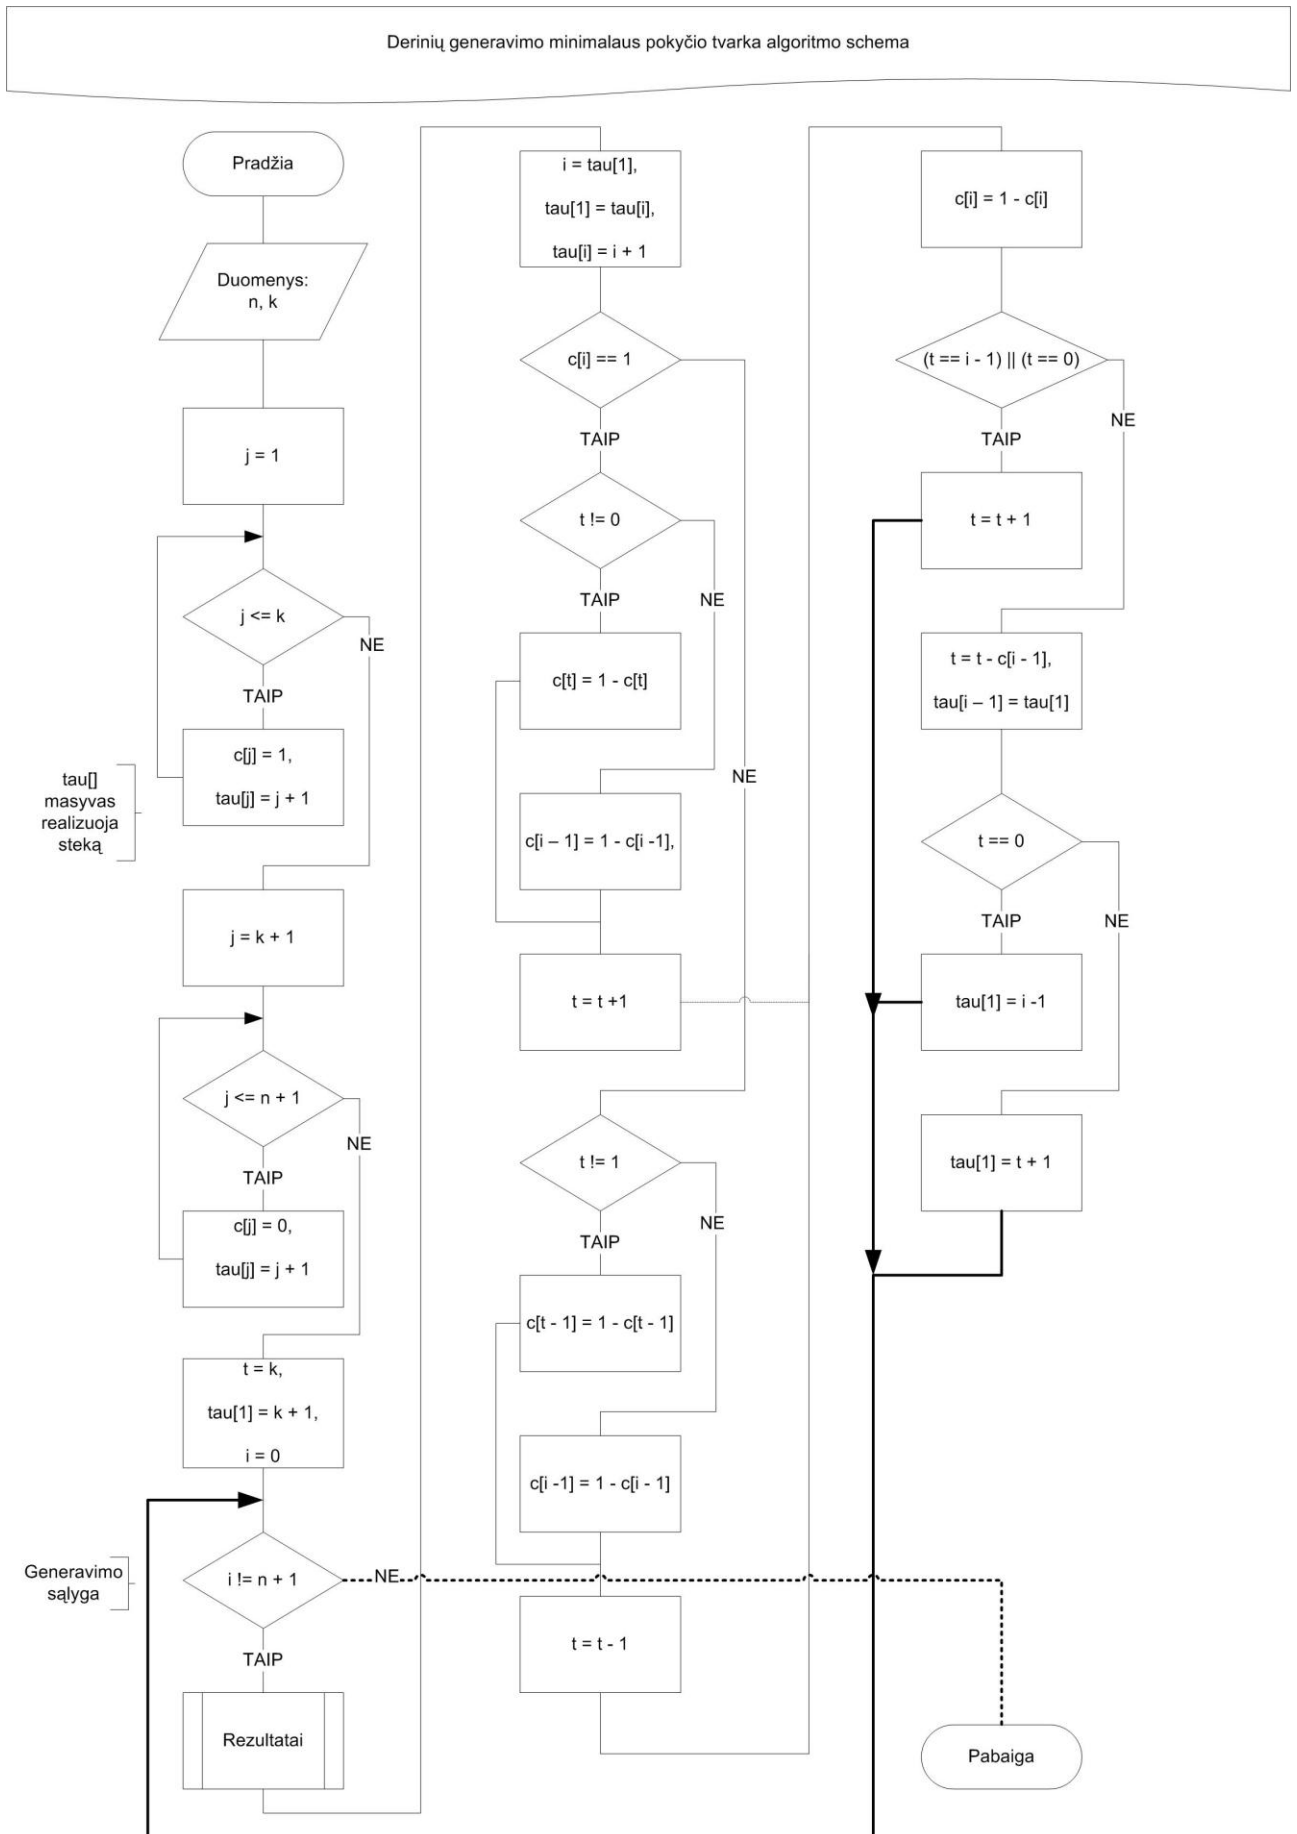 Derinių generavimo minimalaus pokyčio tvarka algoritmo schema
Pradžia
Duomenys:
n, k
j = 1
j <= k
NE
TAIP
c[j] = 1,
tau[j] = j + 1
tau[]
masyvas
realizuoja
steką
j = k + 1
j <= n + 1
NE
TAIP
c[j] = 0,
tau[j] = j + 1
t = k,
tau[1] = k + 1,
i = 0
Generavimo
sąlyga
i != n + 1
NE
TAIP
Rezultatai
i = tau[1],
tau[1] = tau[i],
tau[i] = i + 1
c[i] == 1
TAIP
NE
t != 0
TAIP
NE
c[t] = 1 - c[t]
c[i – 1] = 1 - c[i -1],
t = t +1
t != 1
TAIP
NE
c[t - 1] = 1 - c[t - 1]
c[i -1] = 1 - c[i - 1]
t = t - 1
c[i] = 1 - c[i]
(t == i - 1) || (t == 0)
NE
TAIP
t = t + 1
t = t - c[i - 1],
tau[i – 1] = tau[1]
t == 0
TAIP
NE
tau[1] = i -1
tau[1] = t + 1
Pabaiga